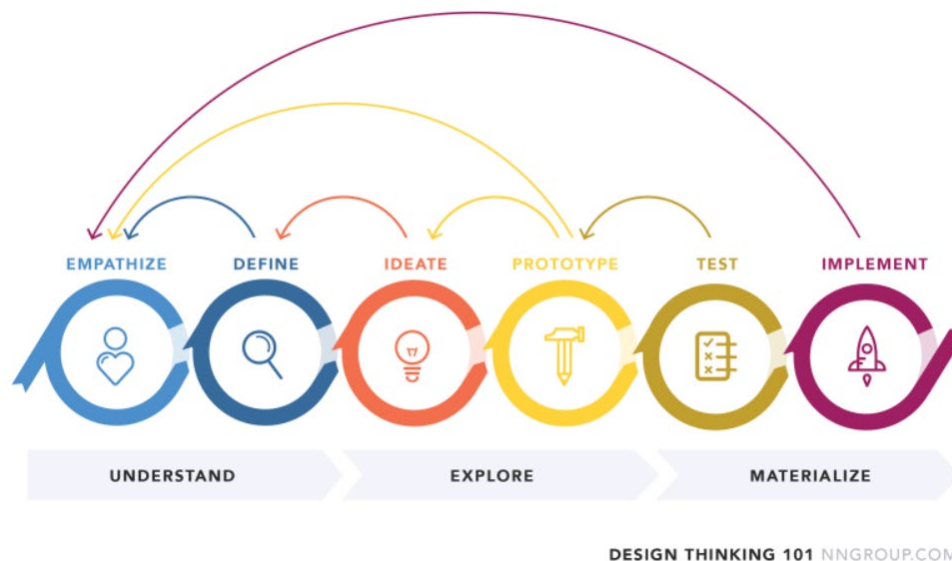 EMPATHIZE DEFINE IDEATE PROTOTYPE TEST IMPLEMENT
UNDERSTAND EXPLORE MATERIALIZE
DESIGN THINKING 101 NNGROUP.COM